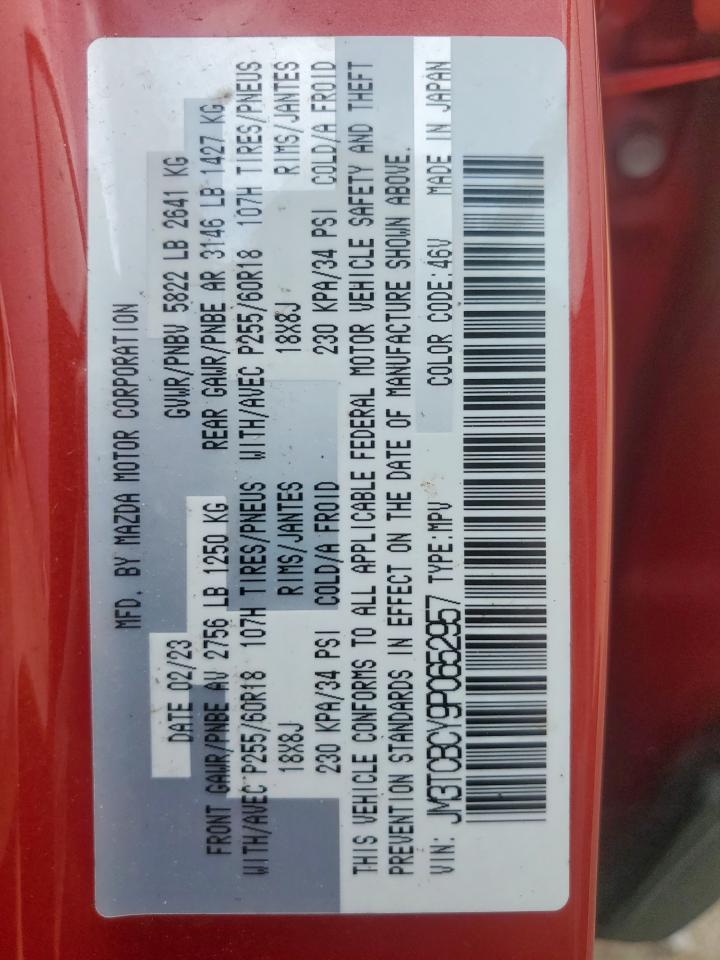 MFD. BY MAZDA MOTOR CORPORATION
DATE 02/23 GVWR/PNBV 5822 LB 2641 KG
FRONT GAWR/PNBE AV 2756 LB 1250 KG REAR GAWR/PNBE AR 3146 LB 1427 KG
WITH/AVEC P255/60R18 107H TIRES/PNEUS WITH/AVEC P255/60R18 107H TIRES/PNEUS
18X8J RIMS/JANTES 18X8J RIMS/JANTES
230 KPA/34 PSI COLD/A FROID 230 KPA/34 PSI COLD/A FROID
THIS VEHICLE CONFORMS TO ALL APPLICABLE FEDERAL MOTOR VEHICLE SAFETY AND THEFT
PREVENTION STANDARDS IN EFFECT ON THE DATE OF MANUFACTURE SHOWN ABOVE.
VIN: JM3TCBCY9P0652957 TYPE:MPV COLOR CODE:46V MADE IN JAPAN